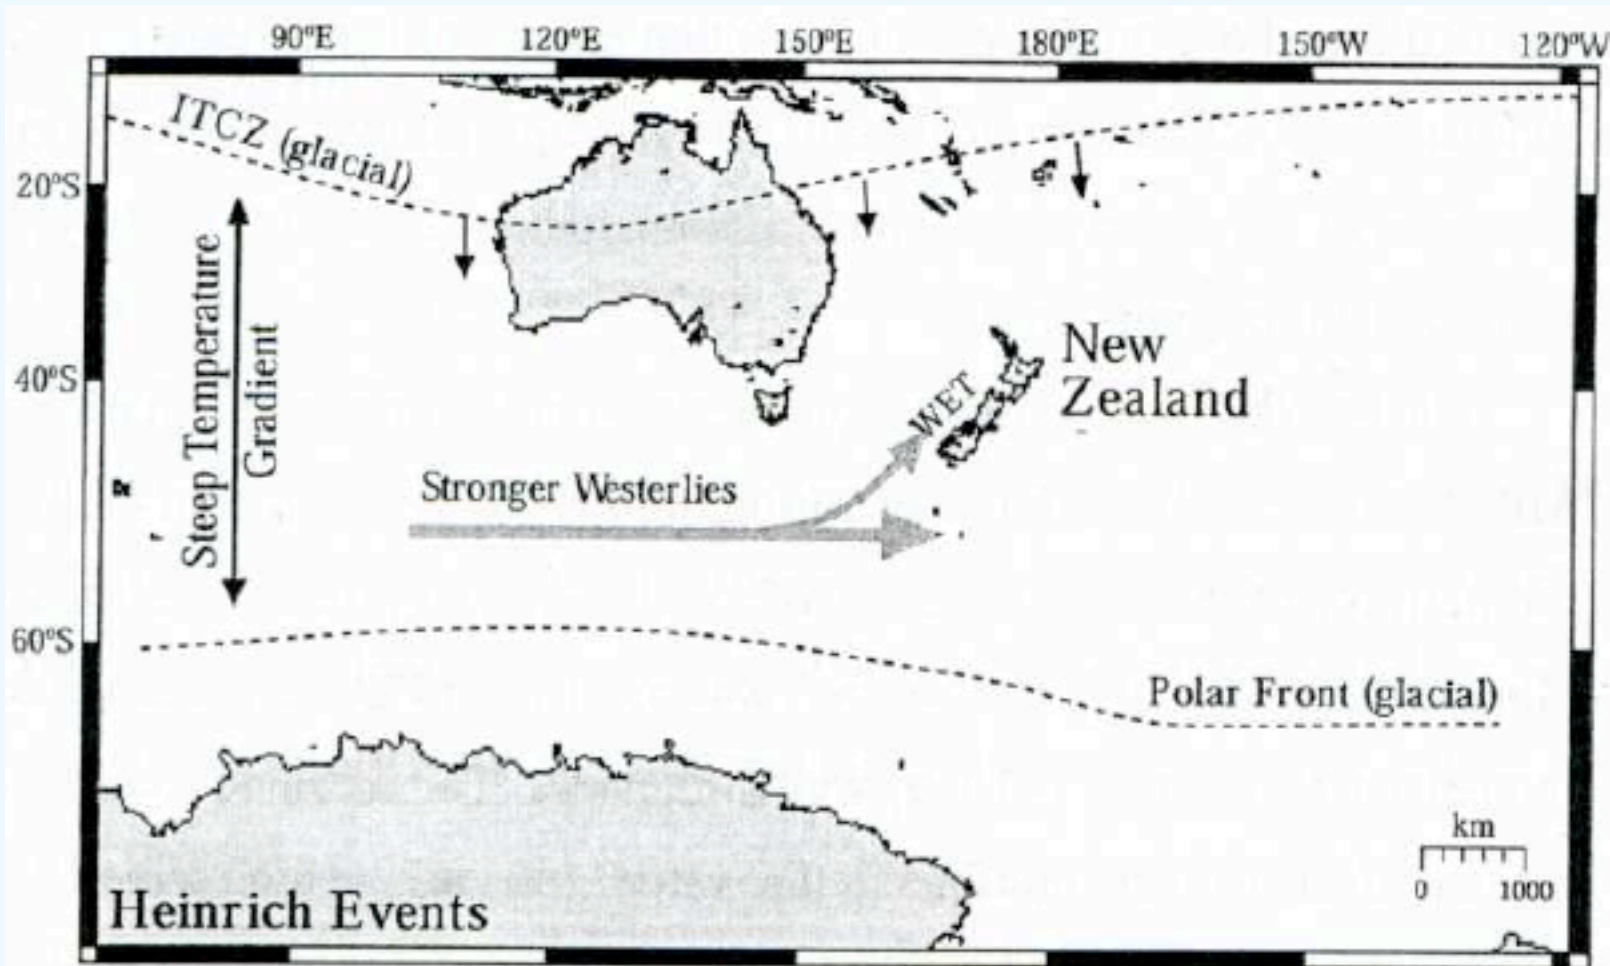 90°E 120°E 150°E 180°E 150°W 120°W
ITCZ (glacial)
20°S
Steep Temperature
Gradient
New
Zealand
40°S
WET
Stronger Westerlies
60°S
Polar Front (glacial)
km
0 1000
Heinrich Events